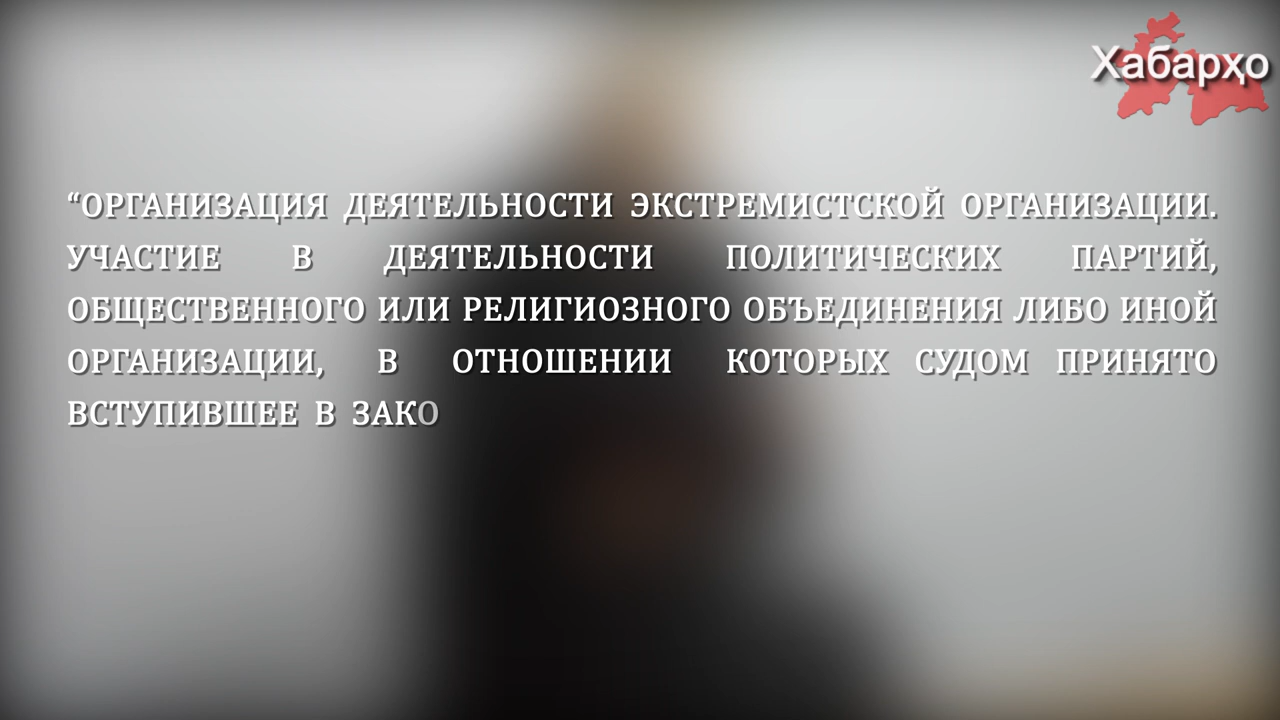 Хабарҳо
“ОРГАНИЗАЦИЯ ДЕЯТЕЛЬНОСТИ ЭКСТРЕМИСТСКОЙ ОРГАНИЗАЦИИ.
УЧАСТИЕ В ДЕЯТЕЛЬНОСТИ ПОЛИТИЧЕСКИХ ПАРТИЙ,
ОБЩЕСТВЕННОГО ИЛИ РЕЛИГИОЗНОГО ОБЪЕДИНЕНИЯ ЛИБО ИНОЙ
ОРГАНИЗАЦИИ, В ОТНОШЕНИИ КОТОРЫХ СУДОМ ПРИНЯТО
ВСТУПИВШЕЕ В ЗАКО